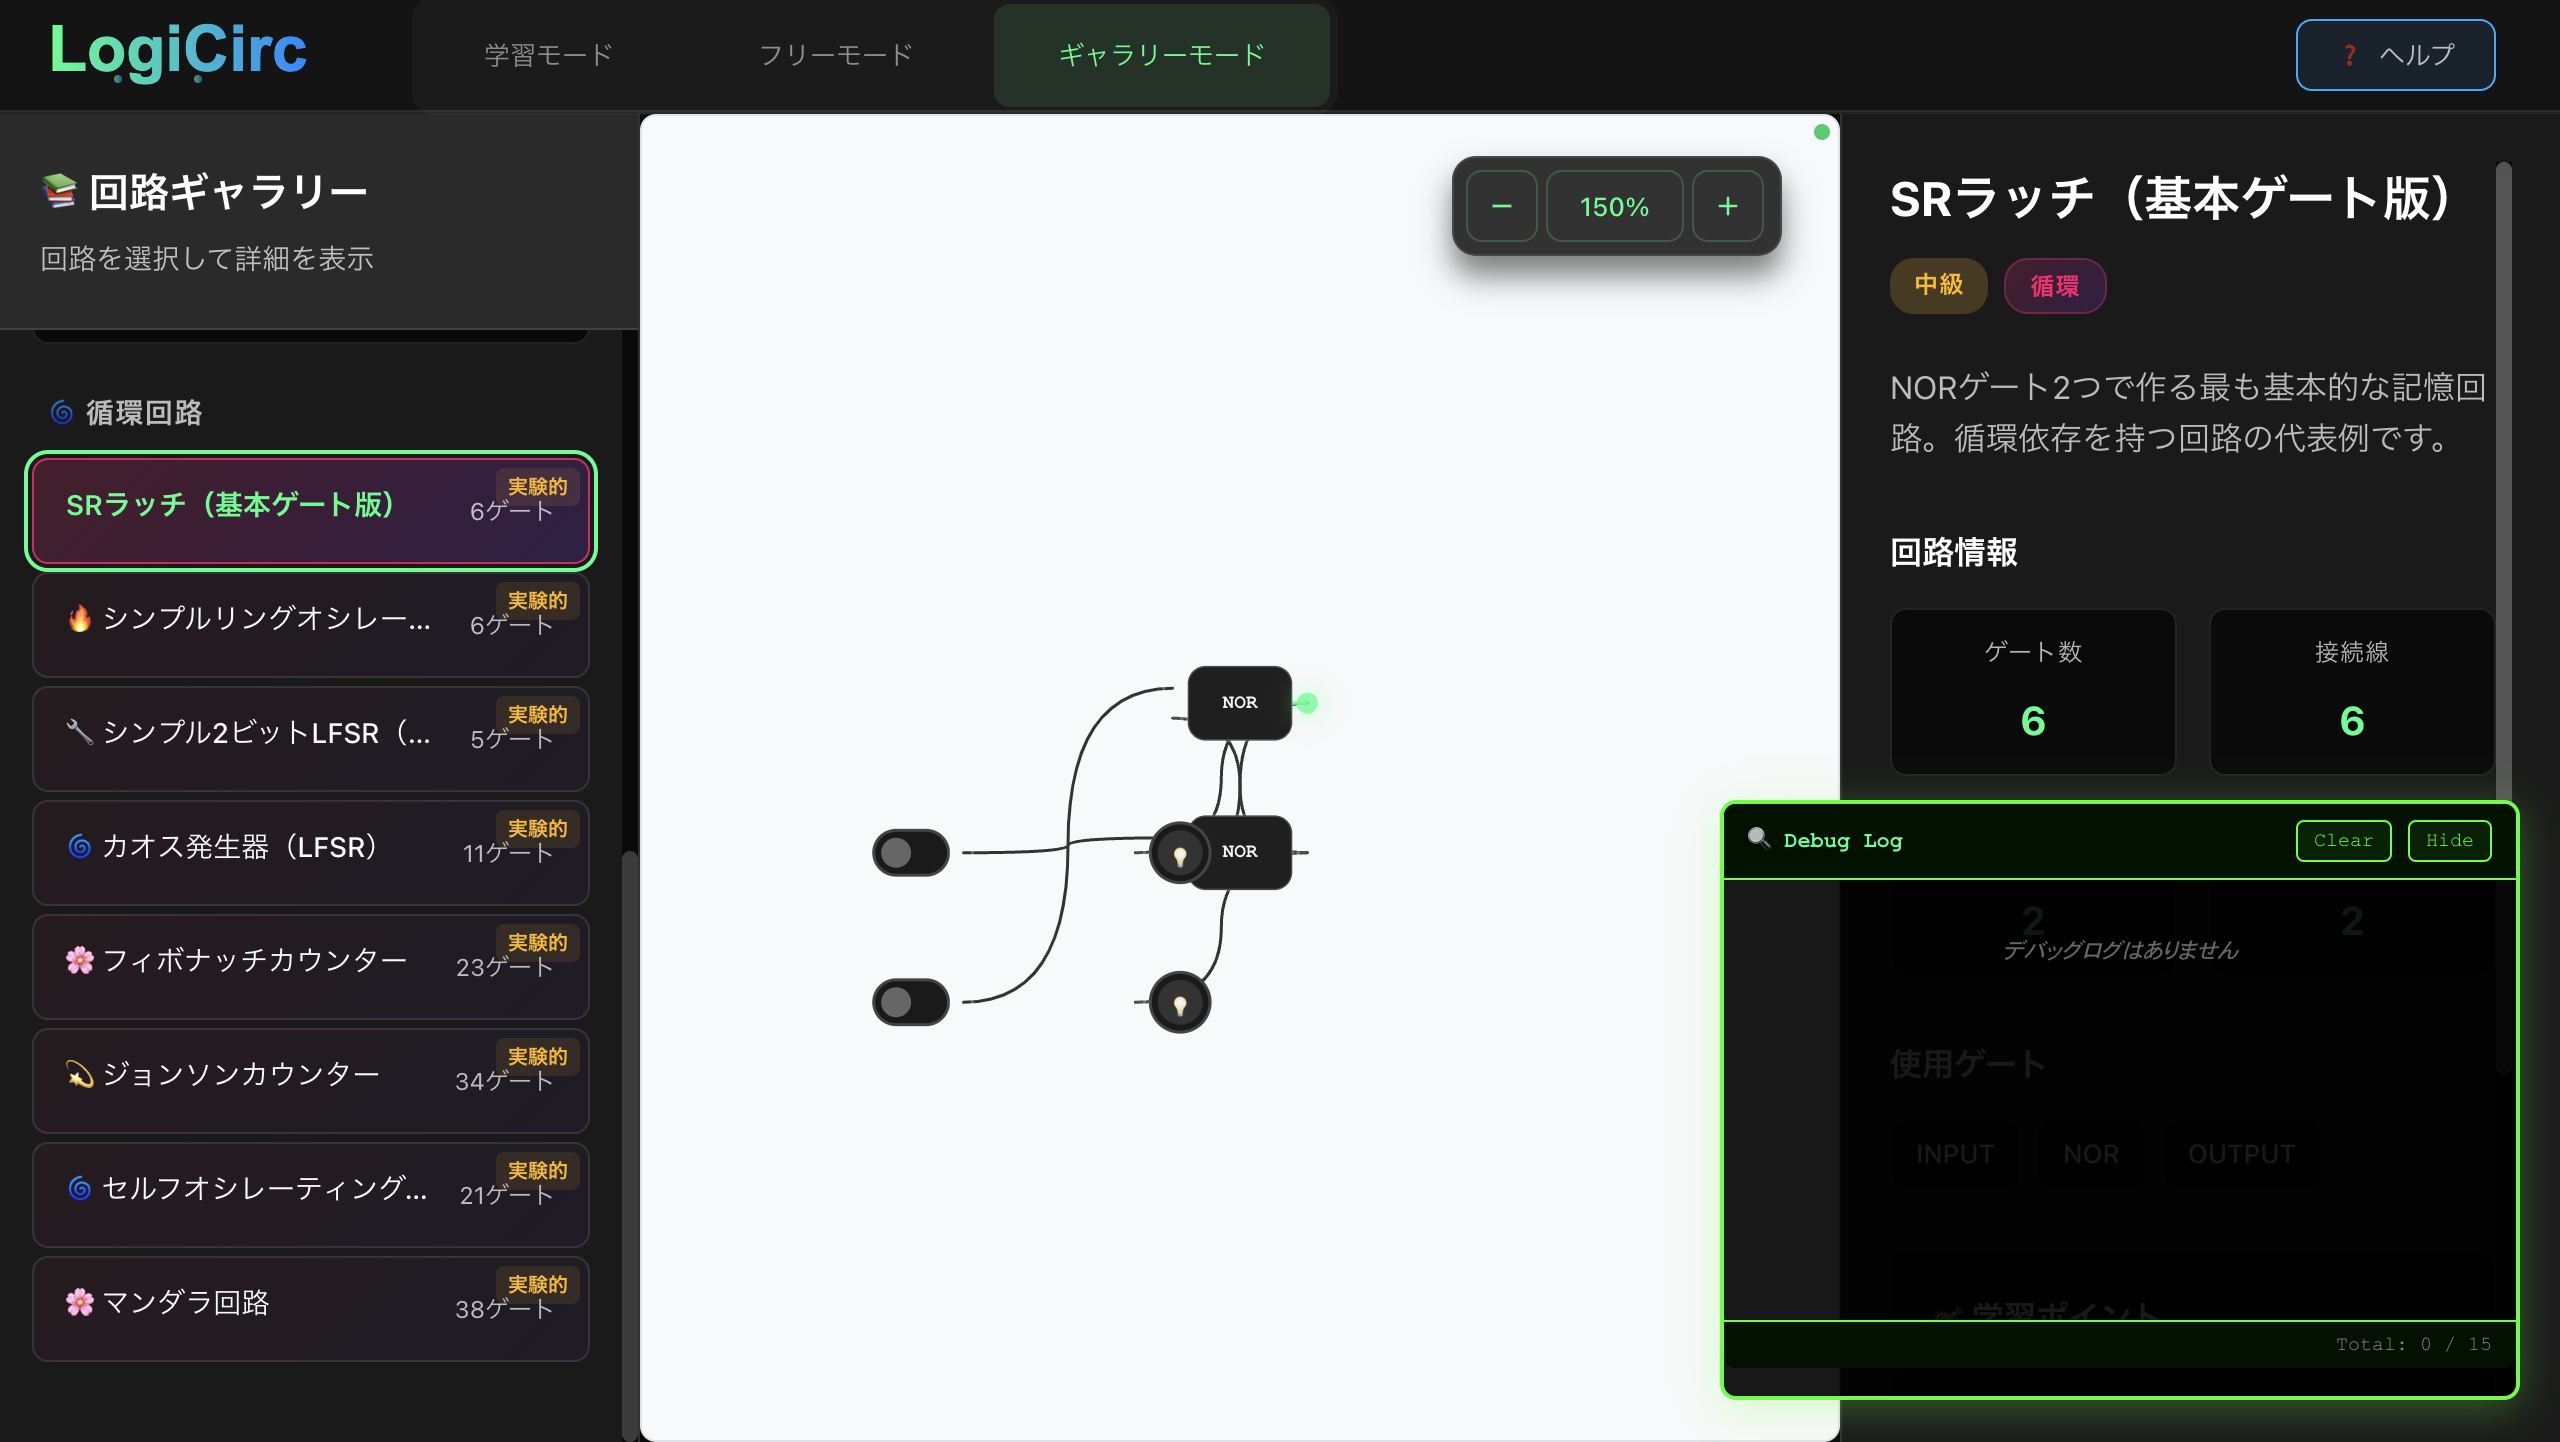 LogiCirc
学習モード
フリーモード
ギャラリーモード
❓ ヘルプ
📚 回路ギャラリー
回路を選択して詳細を表示
🌀 循環回路
SRラッチ（基本ゲート版）
実験的
6ゲート
🔥 シンプルリングオシレー...
実験的
6ゲート
🔧 シンプル2ビットLFSR（...
実験的
5ゲート
🌀 カオス発生器（LFSR）
実験的
11ゲート
🌸 フィボナッチカウンター
実験的
23ゲート
💫 ジョンソンカウンター
実験的
34ゲート
🌀 セルフオシレーティング...
実験的
21ゲート
🌸 マンダラ回路
実験的
38ゲート
− 150% +
NOR
NOR
SRラッチ（基本ゲート版）
中級 循環
NORゲート2つで作る最も基本的な記憶回
路。循環依存を持つ回路の代表例です。
回路情報
ゲート数
6
接続線
6
🔍 Debug Log
Clear
Hide
2
2
デバッグログはありません
使用ゲート
INPUT NOR OUTPUT
学習ポイント
Total: 0 / 15